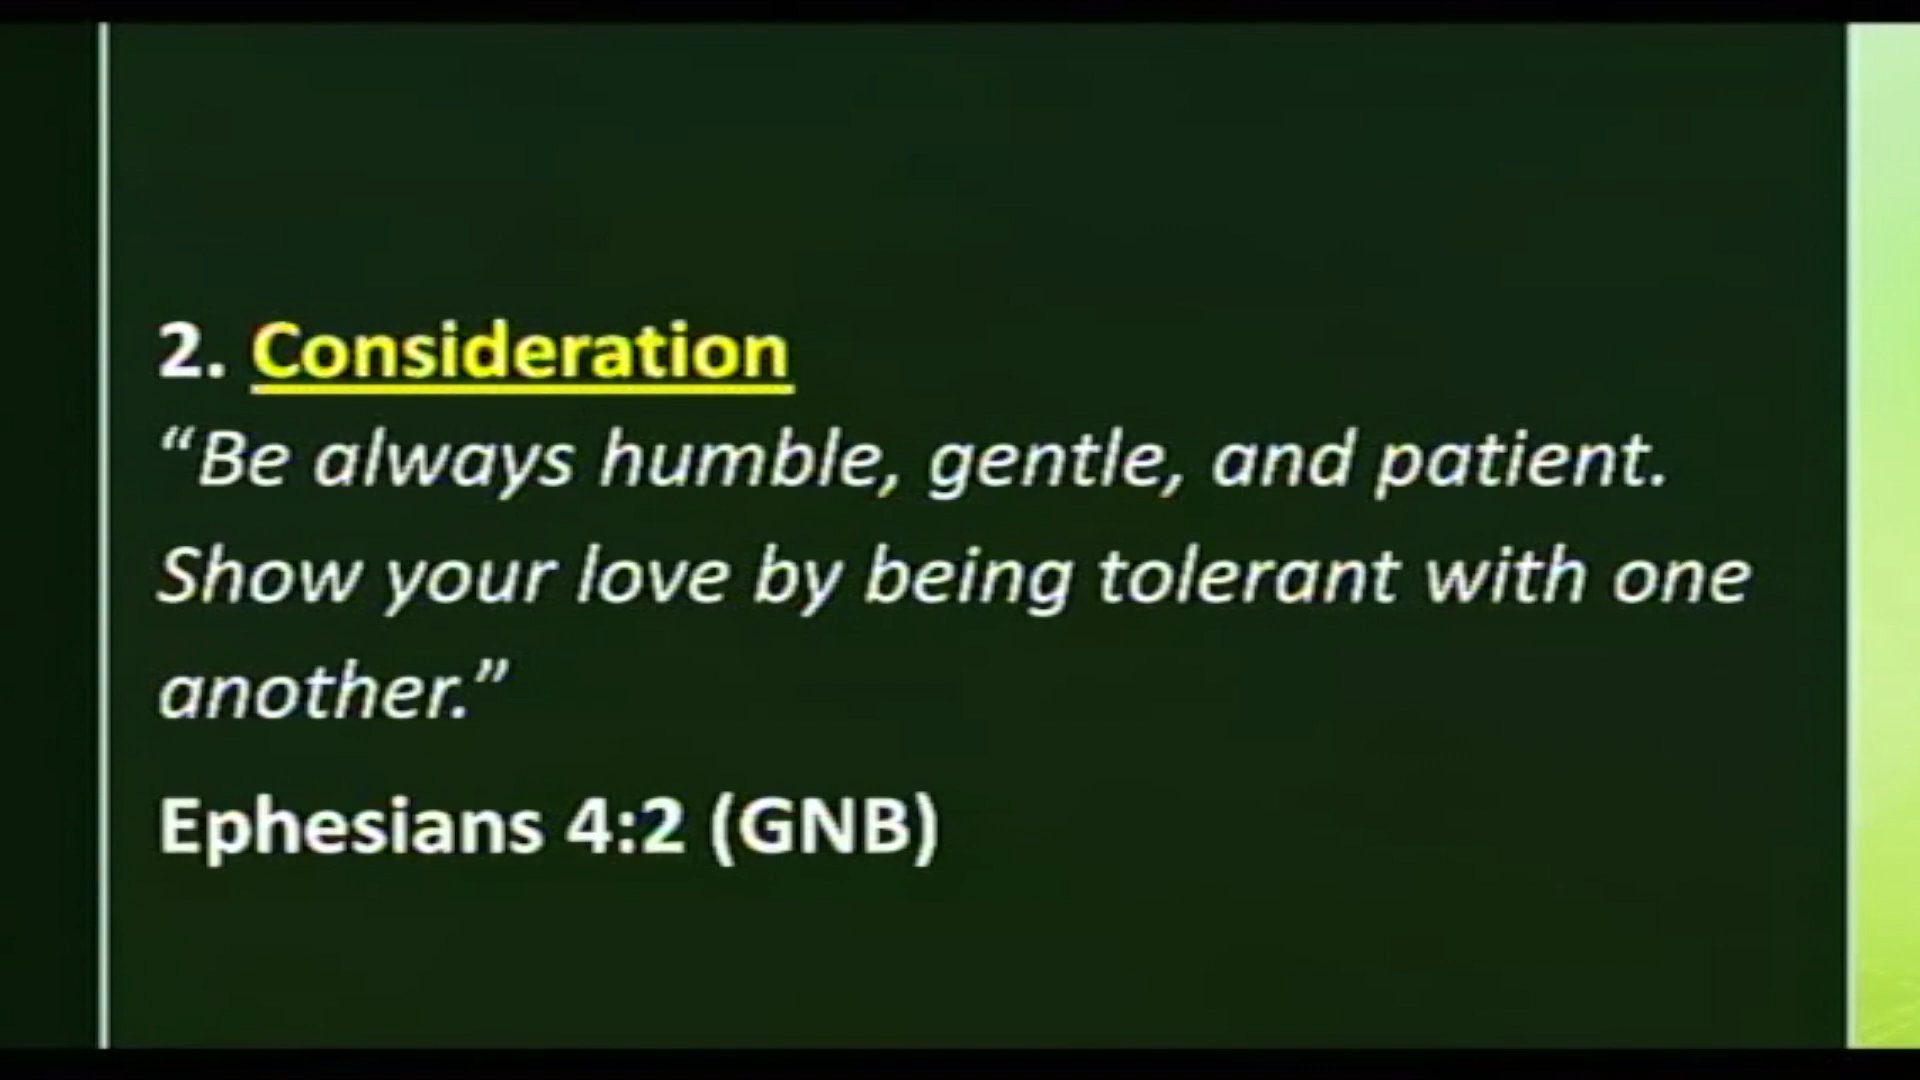 2. Consideration
“Be always humble, gentle, and patient.
Show your love by being tolerant with one
another.”
Ephesians 4:2 (GNB)